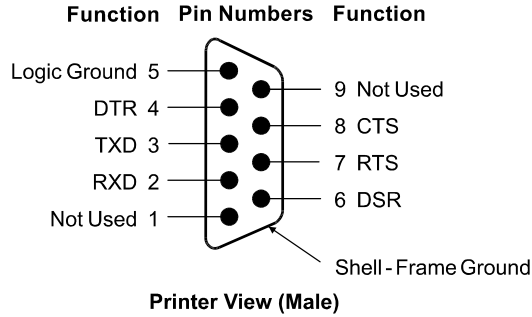 Function Pin Numbers Function
Logic Ground 5
9 Not Used
DTR 4
8 CTS
TXD 3
7 RTS
RXD 2
6 DSR
Not Used 1
Shell - Frame Ground
Printer View (Male)